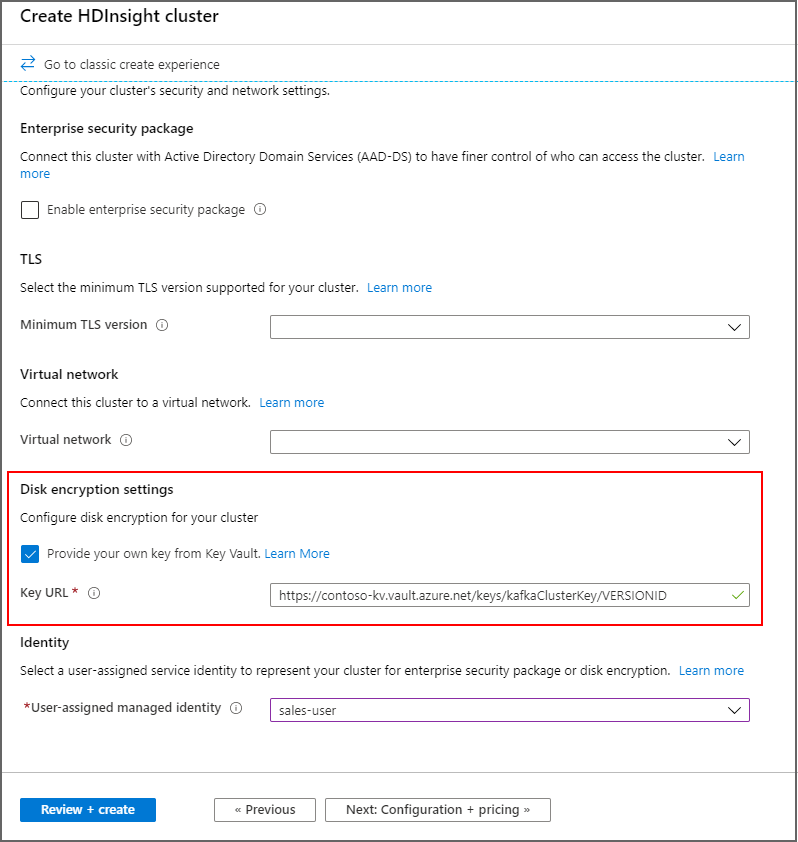 Create HDInsight cluster
Go to classic create experience
Configure your cluster's security and network settings.
Enterprise security package
Connect this cluster with Active Directory Domain Services (AAD-DS) to have finer control of who can access the cluster. Learn
more
Enable enterprise security package
TLS
Select the minimum TLS version supported for your cluster. Learn more
Minimum TLS version
Virtual network
Connect this cluster to a virtual network. Learn more
Virtual network
Disk encryption settings
Configure disk encryption for your cluster
Provide your own key from Key Vault. Learn More
Key URL * https://contoso-kv.vault.azure.net/keys/kafkaClusterKey/VERSIONID
Identity
Select a user-assigned service identity to represent your cluster for enterprise security package or disk encryption. Learn more
*User-assigned managed identity sales-user
Review + create « Previous Next: Configuration + pricing »